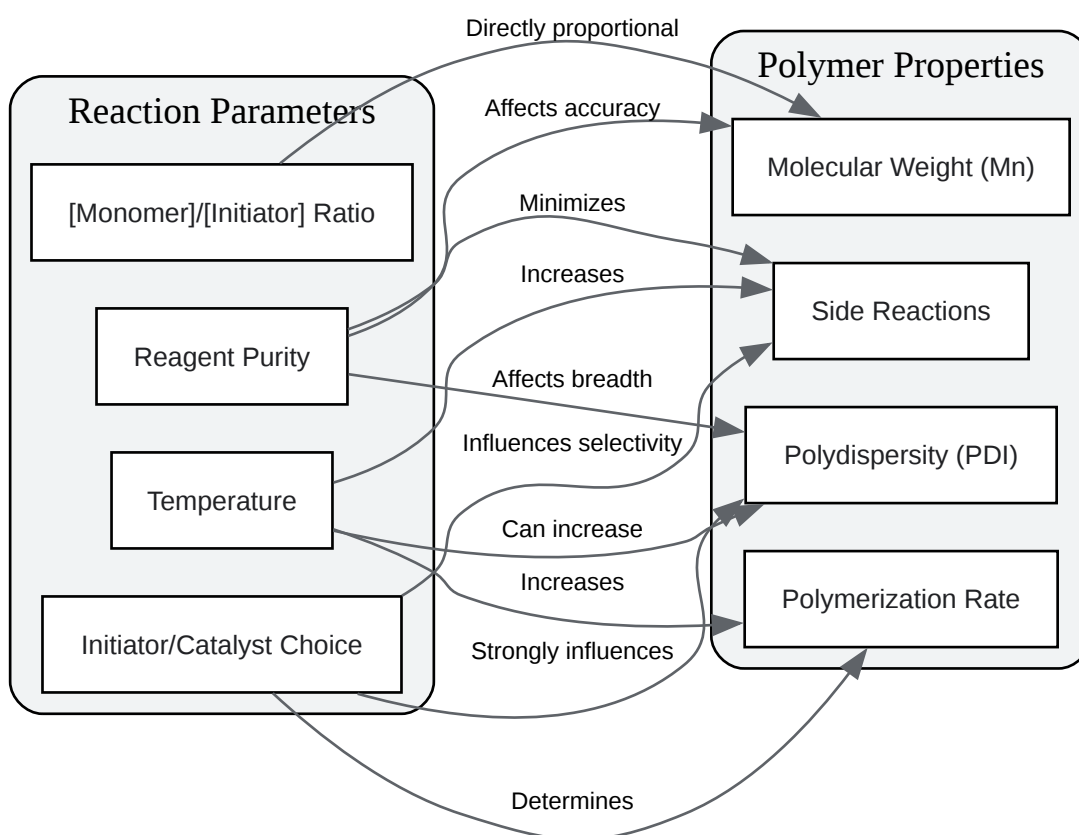 Reaction Parameters
[Monomer]/[Initiator] Ratio
Reagent Purity
Temperature
Initiator/Catalyst Choice
Directly proportional
Affects accuracy
Minimizes
Increases
Affects breadth
Influences selectivity
Can increase
Increases
Strongly influences
Determines
Polymer Properties
Molecular Weight (Mn)
Side Reactions
Polydispersity (PDI)
Polymerization Rate